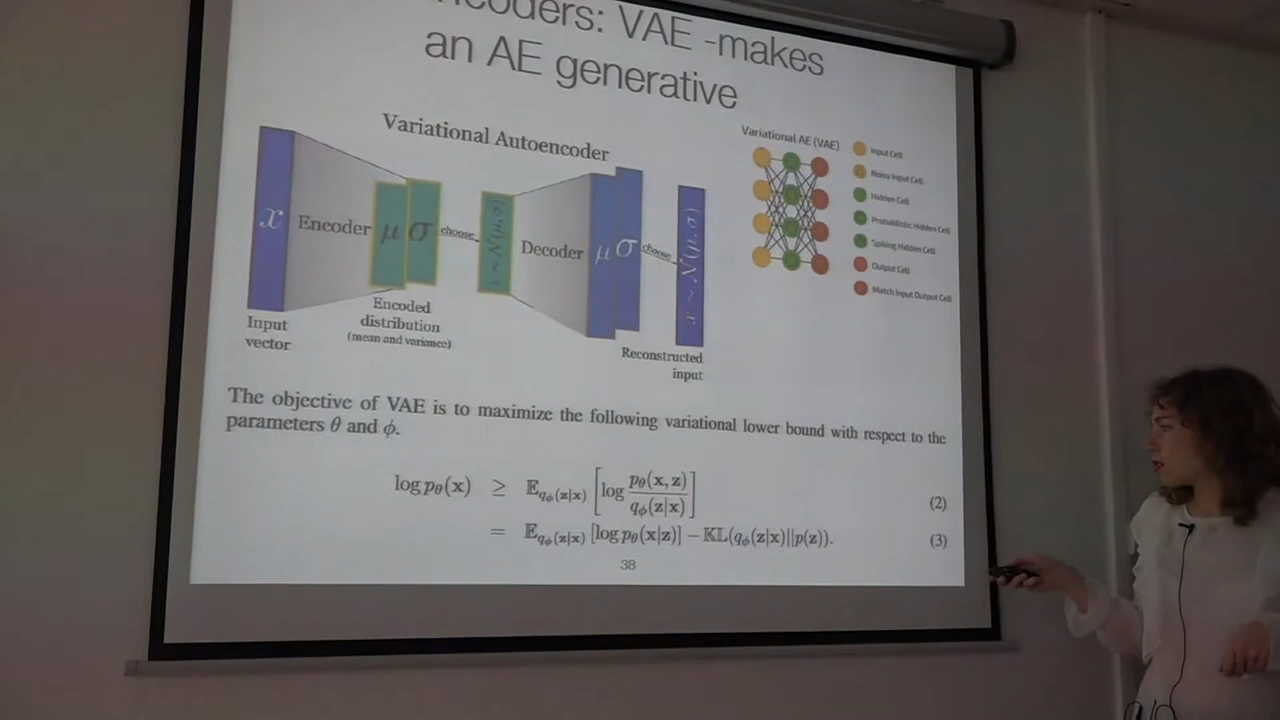 ncoders: VAE -makes
an AE generative
Variational Autoencoder
x
Encoder
μ σ
choose
z ~ N(μ, σ)
Decoder
μ σ
choose
x ~ N(μ, σ)
Input
vector
Encoded
distribution
(mean and variance)
Reconstructed
input
Variational AE (VAE)
Input Cell
Noisy Input Cell
Hidden Cell
Probablistic Hidden Cell
Spiking Hidden Cell
Output Cell
Match Input Output Cell
The objective of VAE is to maximize the following variational lower bound with respect to the
parameters θ and ϕ.
log pθ(x) ≥ 𝔼qϕ(z|x) [log pθ(x, z) / qϕ(z|x)] (2)
= 𝔼qϕ(z|x) [log pθ(x|z)] − 𝕂𝕃(qϕ(z|x)||p(z)). (3)
38